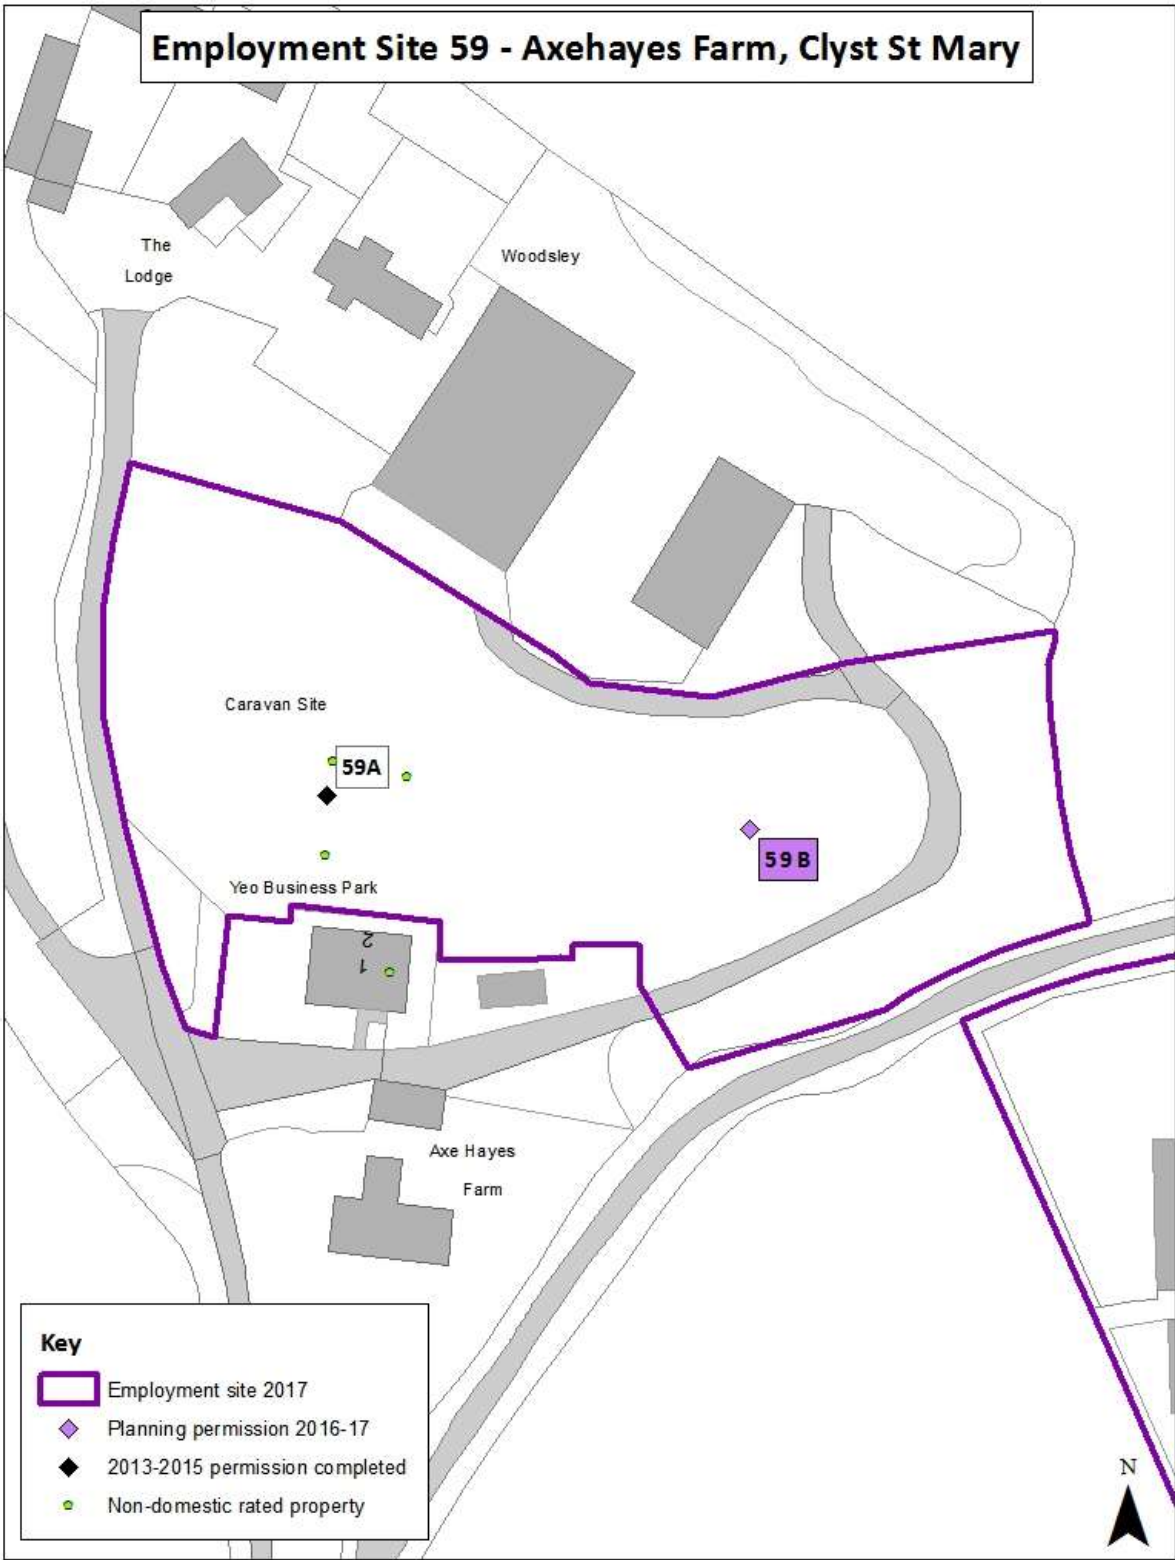 Employment Site 59 - Axehayes Farm, Clyst St Mary
The
Lodge
Woodsley
Caravan Site
59A
59 B
Yeo Business Park
2
1
Axe Hayes
Farm
Key
Employment site 2017
Planning permission 2016-17
2013-2015 permission completed
Non-domestic rated property
N